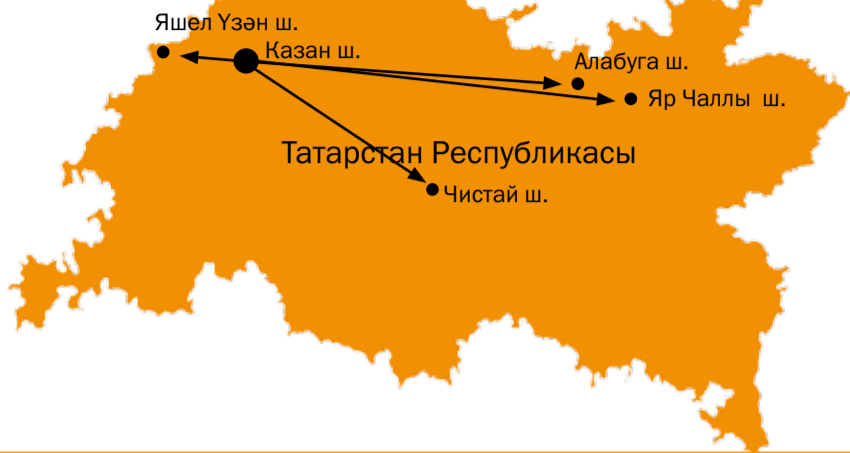 Яшел Үзән ш.
Казан ш.
Алабуга ш.
Яр Чаллы ш.
Татарстан Республикасы
Чистай ш.